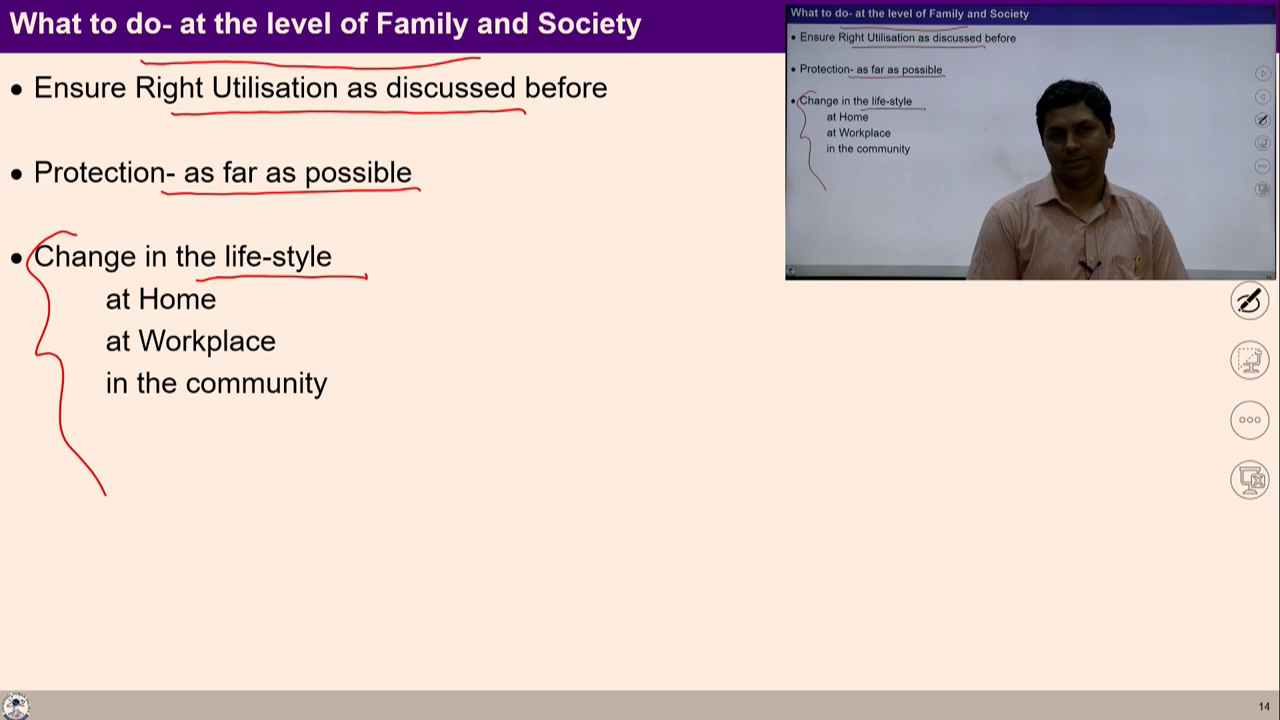 What to do- at the level of Family and Society
• Ensure Right Utilisation as discussed before
• Protection- as far as possible
• Change in the life-style
at Home
at Workplace
in the community
What to do- at the level of Family and Society
• Ensure Right Utilisation as discussed before
• Protection- as far as possible
• Change in the life-style
at Home
at Workplace
in the community
14